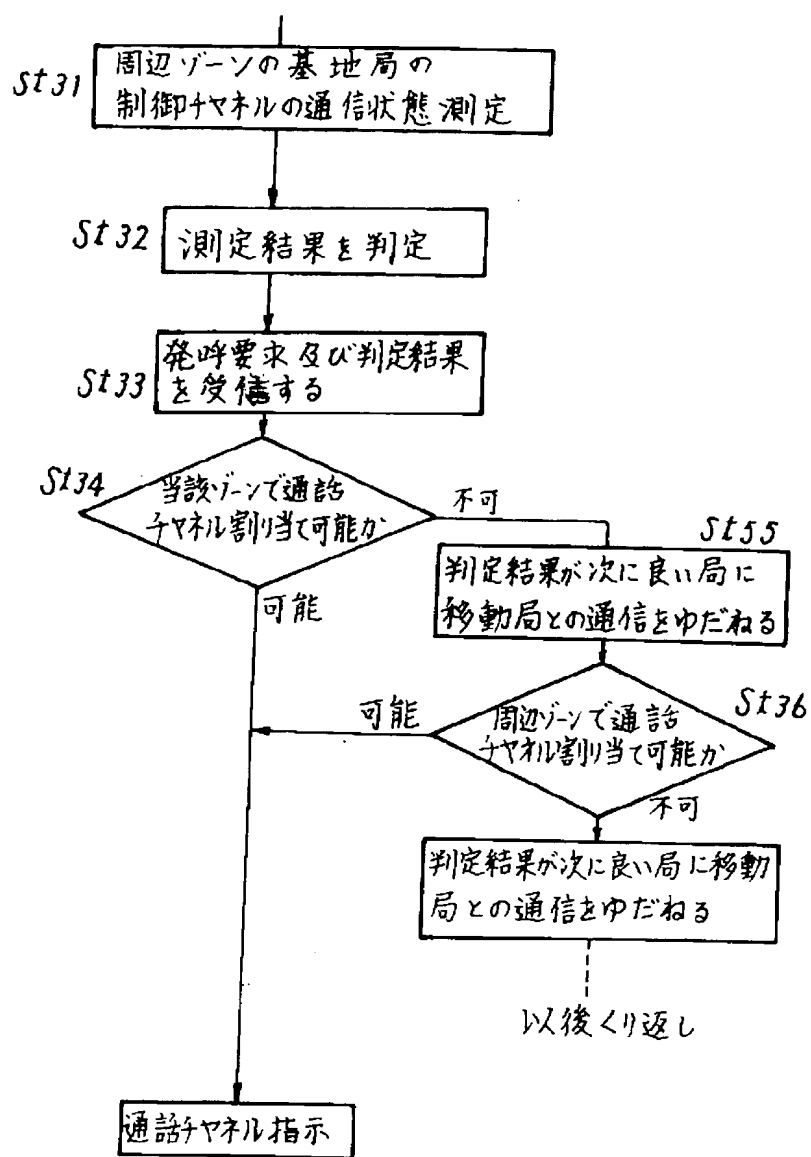 St31
周辺ゾーンの基地局の
制御チヤネルの通信状態測定
St32
測定結果を判定
St33
発呼要求及び判定結果
を受信する
St34
当該ゾーンで通話
チヤネル割り当て可能か
不可
可能
St55
判定結果が次に良い局に
移動局との通信をゆだねる
St36
周辺ゾーンで通話
チヤネル割り当て可能か
可能
不可
判定結果が次に良い局に移動
局との通信をゆだねる
以後くり返し
通話チヤネル指示